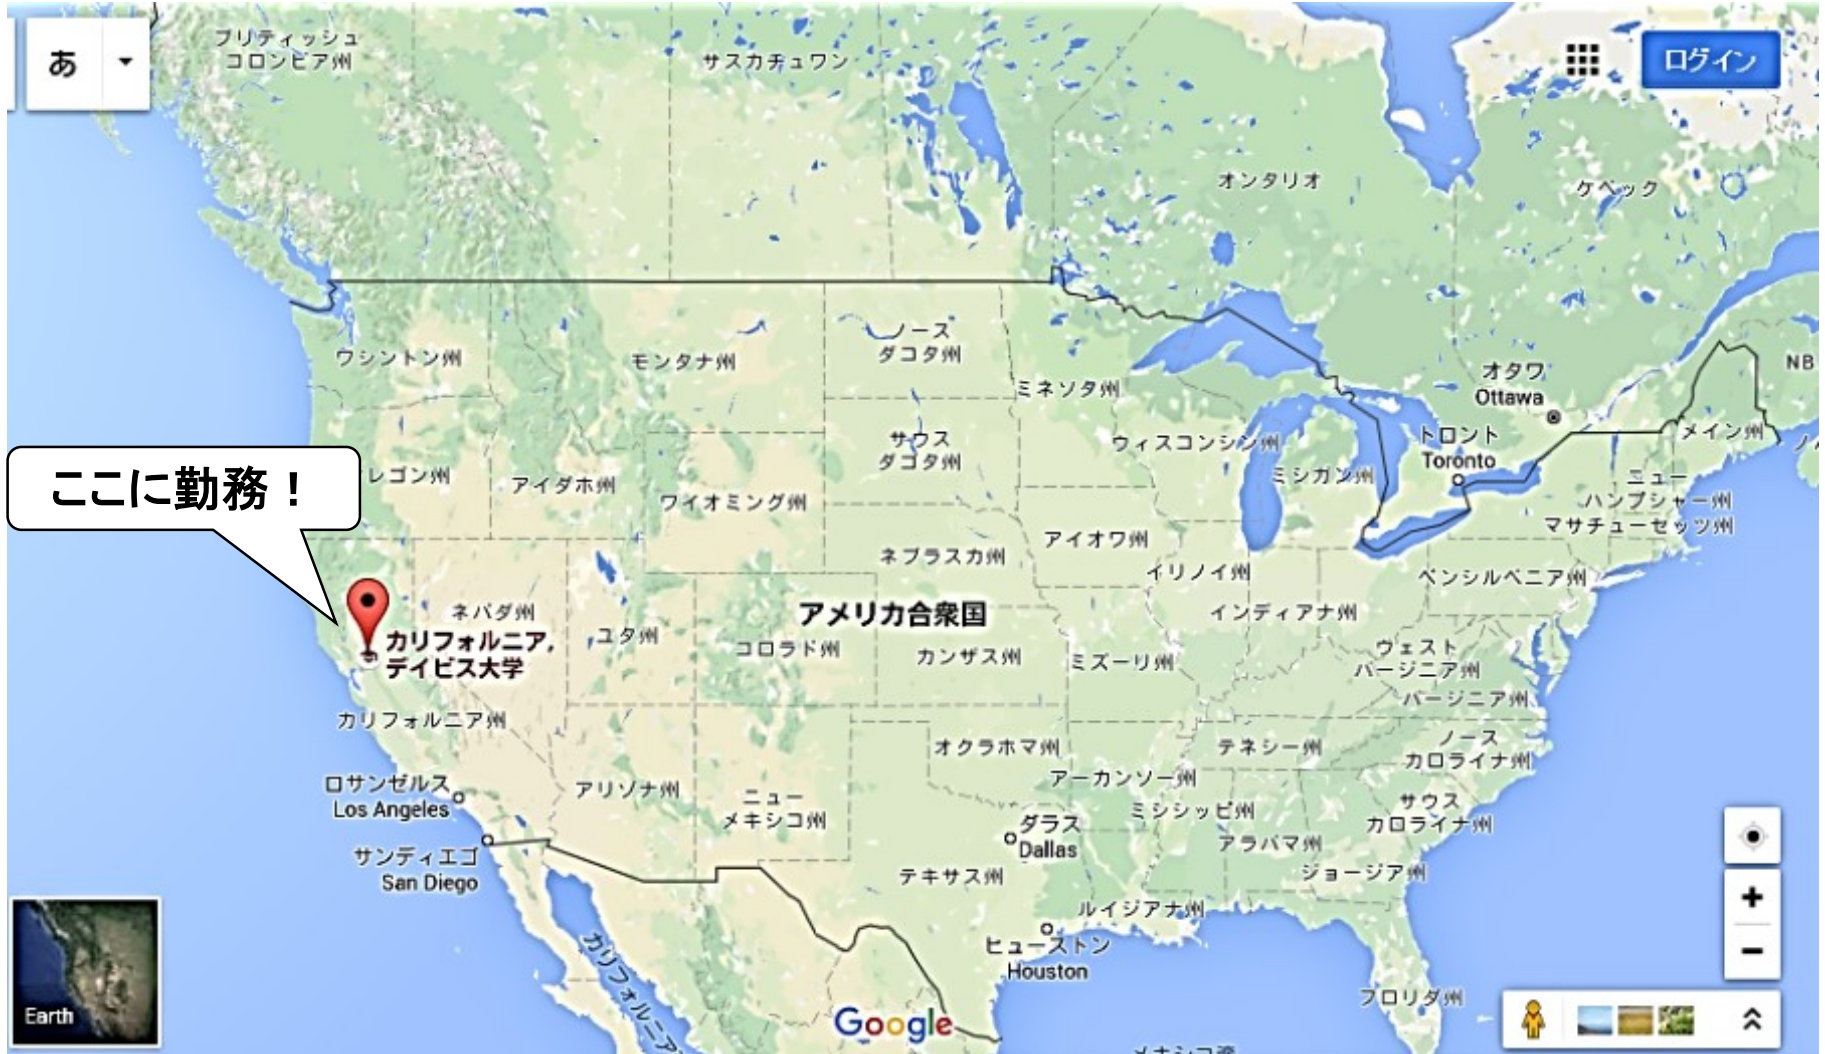 あ
ブリティッシュ
コロンビア州
サスカチュワン
ログイン
オンタリオ
ケベック
ワシントン州
モンタナ州
ノース
ダコタ州
ミネソタ州
オタワ
Ottawa
NB
サウス
ダコタ州
ウィスコンシン州
トロント
Toronto
メイン州
ここに勤務！
レゴン州
アイダホ州
ワイオミング州
ミシガン州
ニュー
ハンプシャー州
マサチューセッツ州
ネブラスカ州
アイオワ州
イリノイ州
ペンシルベニア州
ネバダ州
アメリカ合衆国
インディアナ州
カリフォルニア,
デイビス大学
ユタ州
コロラド州
カンザス州
ミズーリ州
ウェスト
バージニア州
バージニア州
カリフォルニア州
オクラホマ州
テネシー州
ノース
カロライナ州
ロサンゼルス
Los Angeles
アリゾナ州
ニュー
メキシコ州
アーカンソー州
ミシシッピ州
サウス
カロライナ州
ダラス
Dallas
アラバマ州
サンディエゴ
San Diego
テキサス州
ジョージア州
ルイジアナ州
ヒューストン
Houston
カリフォルニア
フロリダ州
Earth
Google
メキシコ湾